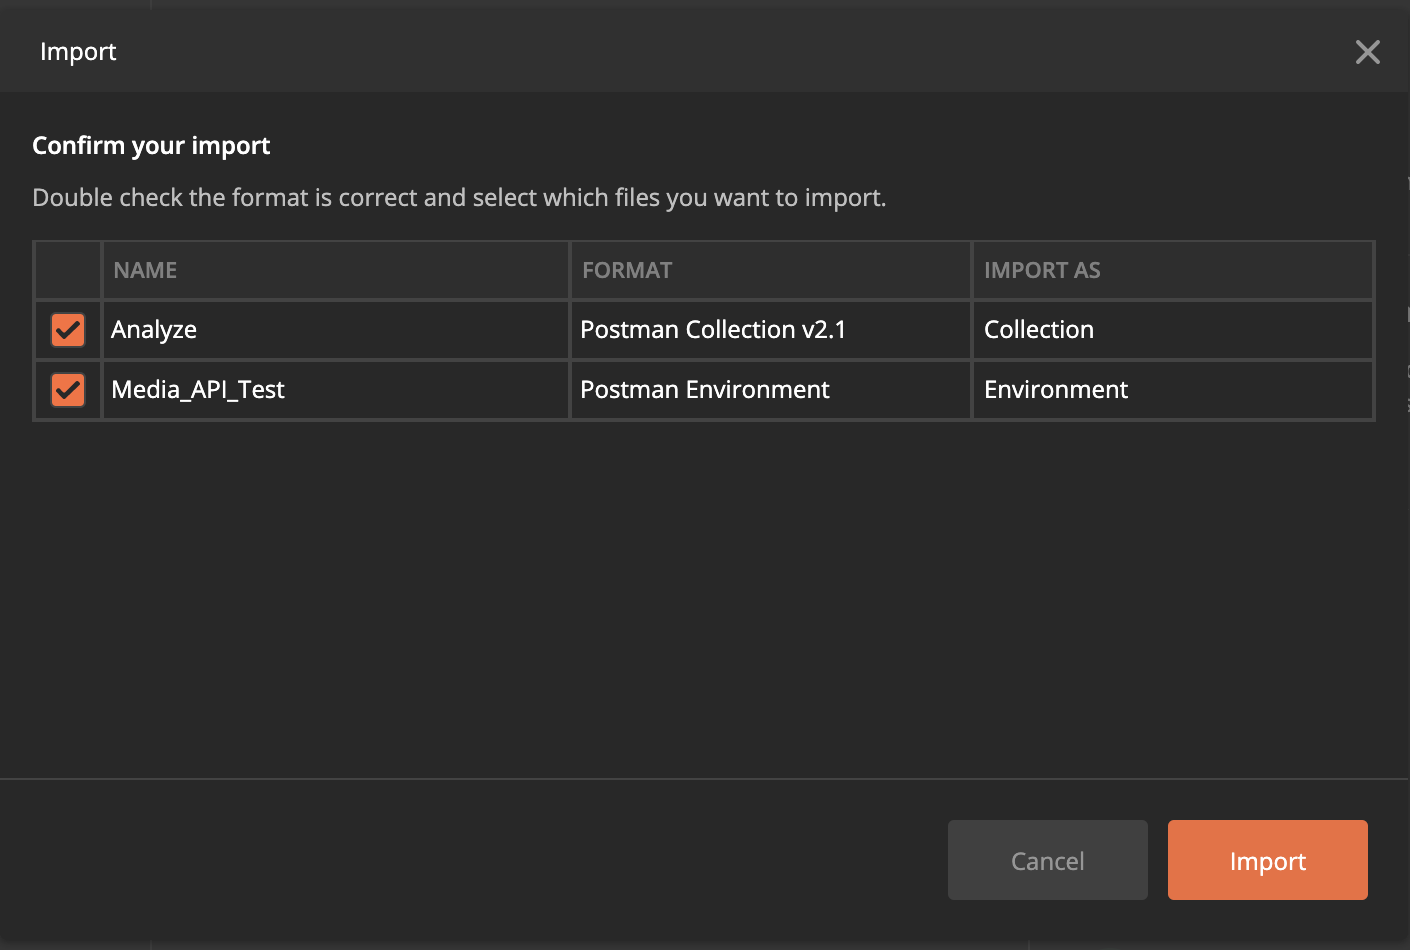 Import
Confirm your import
Double check the format is correct and select which files you want to import.
NAME FORMAT IMPORT AS
Analyze Postman Collection v2.1 Collection
Media_API_Test Postman Environment Environment
Cancel Import